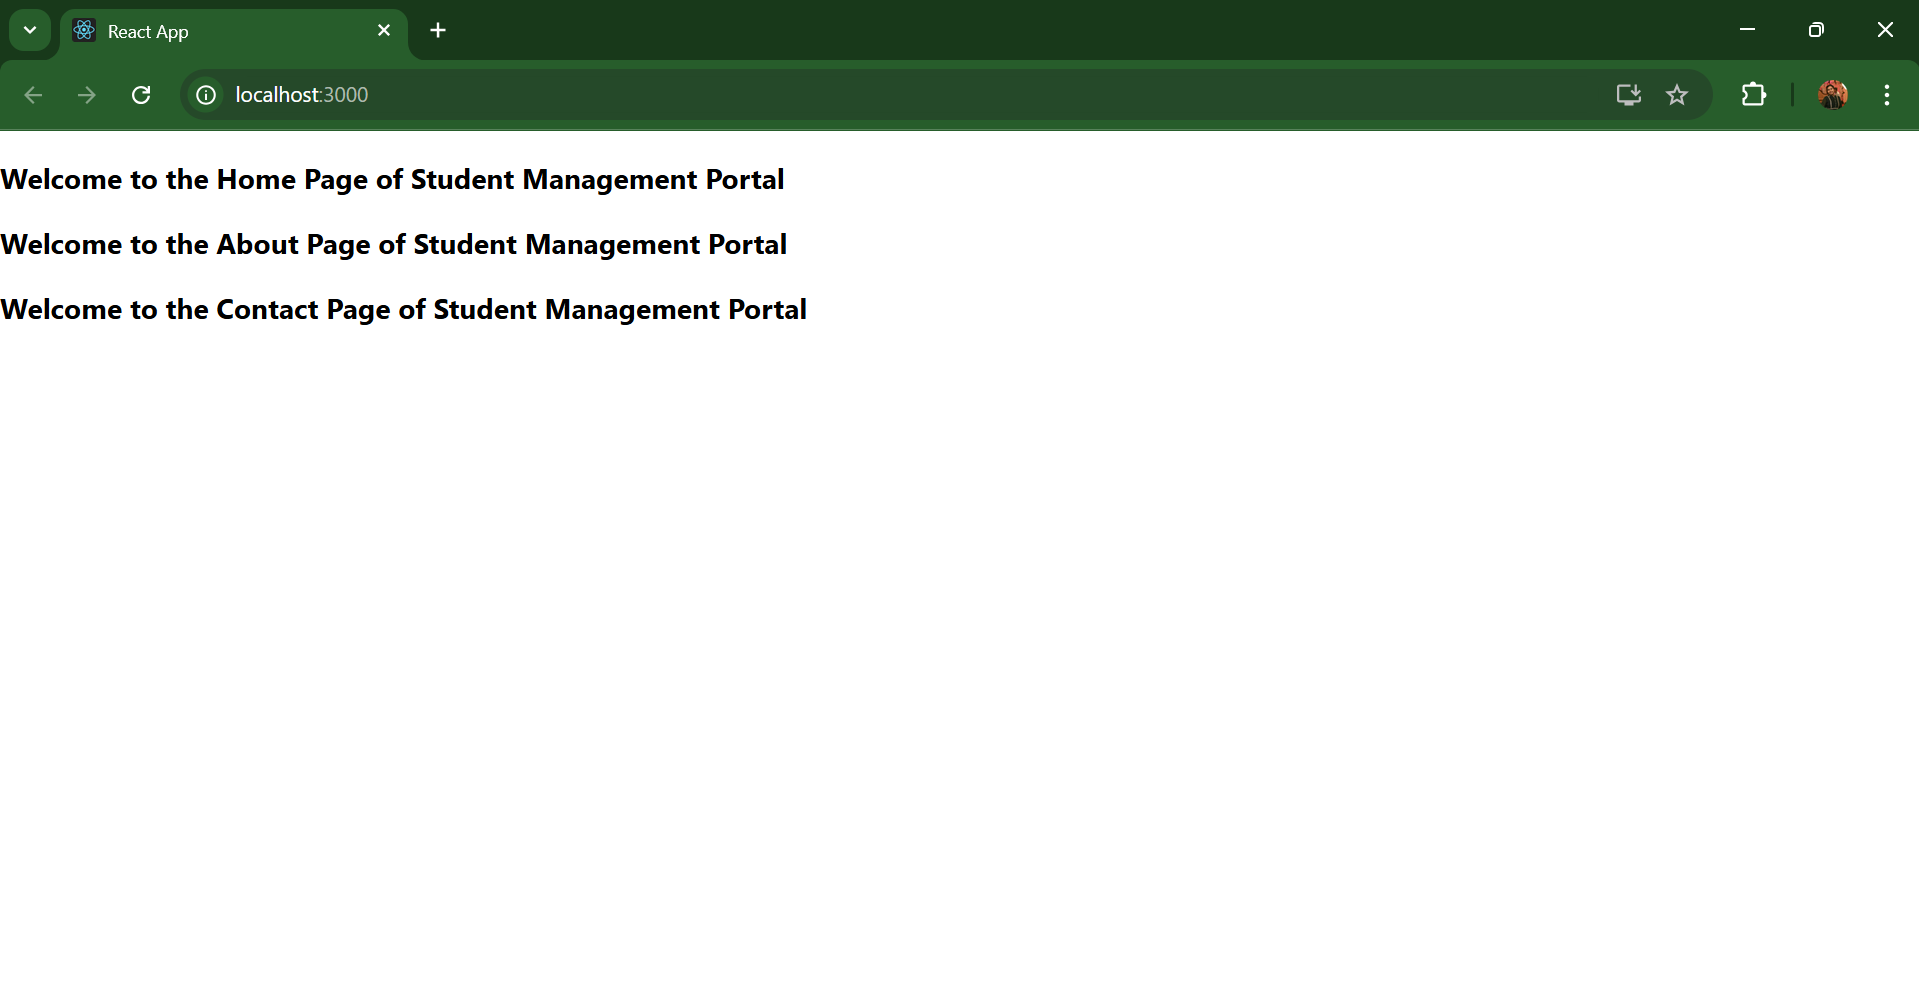 React App
localhost:3000
Welcome to the Home Page of Student Management Portal
Welcome to the About Page of Student Management Portal
Welcome to the Contact Page of Student Management Portal